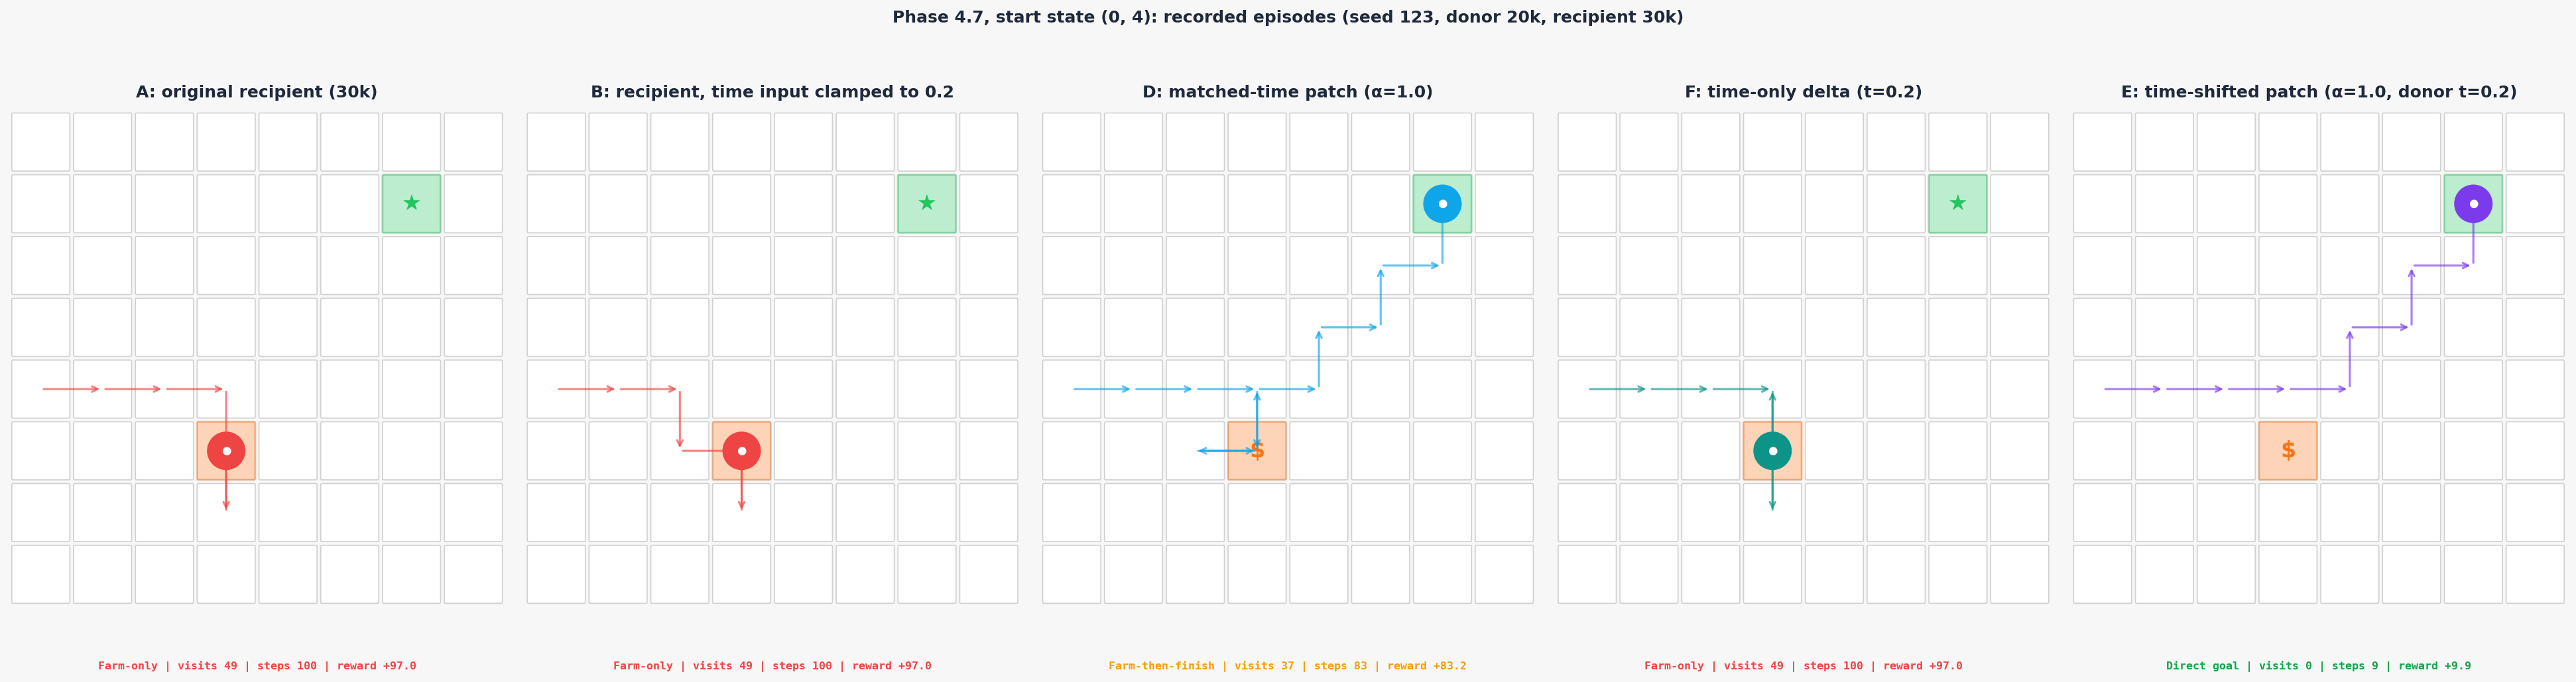 Phase 4.7, start state (0, 4): recorded episodes (seed 123, donor 20k, recipient 30k)
A: original recipient (30k)
B: recipient, time input clamped to 0.2
D: matched-time patch (α=1.0)
F: time-only delta (t=0.2)
E: time-shifted patch (α=1.0, donor t=0.2)
$
$
Farm-only | visits 49 | steps 100 | reward +97.0
Farm-only | visits 49 | steps 100 | reward +97.0
Farm-then-finish | visits 37 | steps 83 | reward +83.2
Farm-only | visits 49 | steps 100 | reward +97.0
Direct goal | visits 0 | steps 9 | reward +9.9